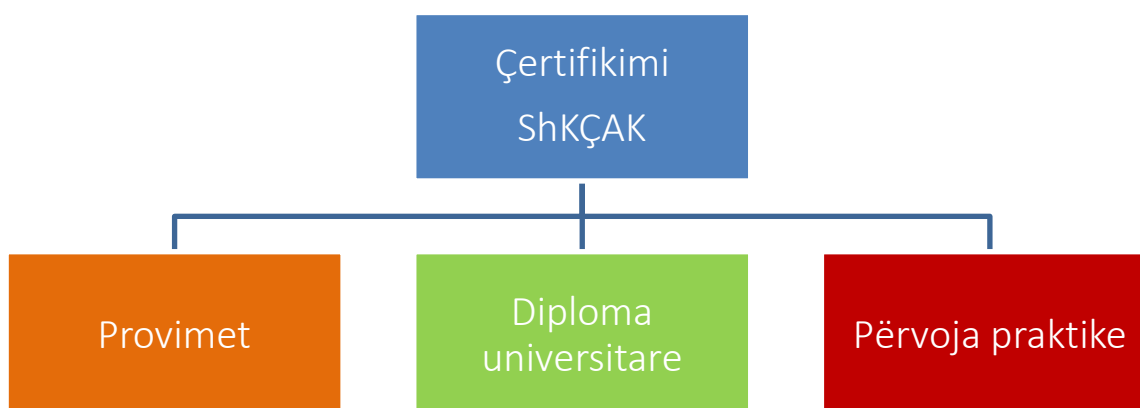 Çertifikimi
ShKÇAK
Provimet
Diploma
universitare
Përvoja praktike